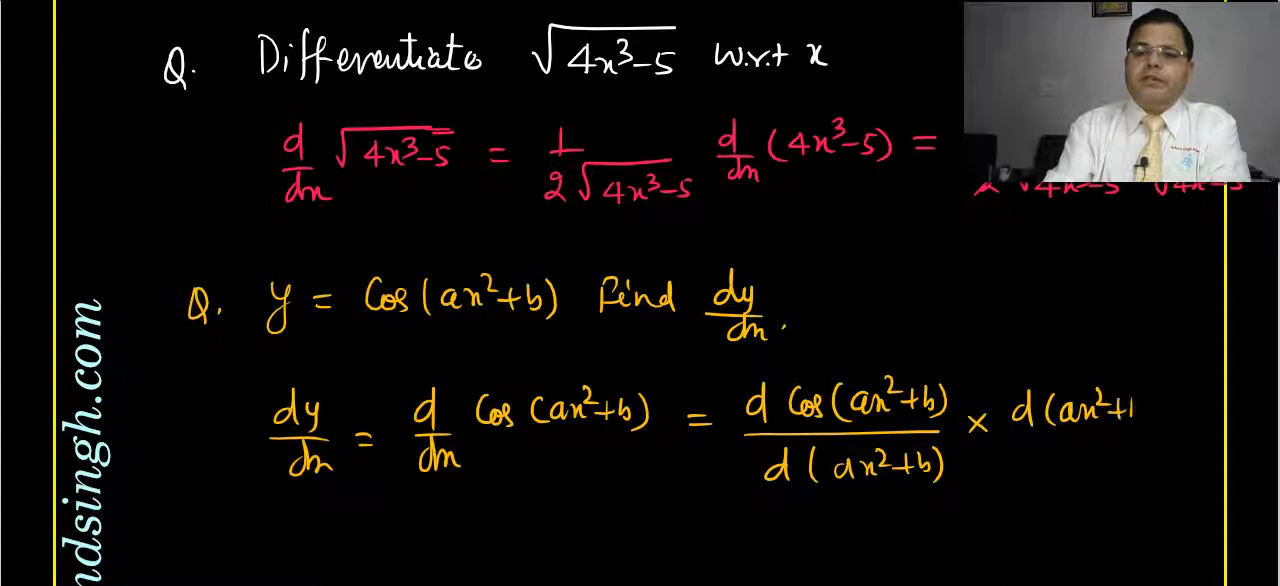 Q. Differentiate √(4x³-5) w.r.t x
d/dx √(4x³-5) = 1/(2√(4x³-5)) d/dx (4x³-5) =
Q. y = Cos(ax²+b) Find dy/dx.
dy/dx = d/dx Cos(ax²+b) = d Cos(ax²+b)/d(ax²+b) × d(ax²+
ndsingh.com